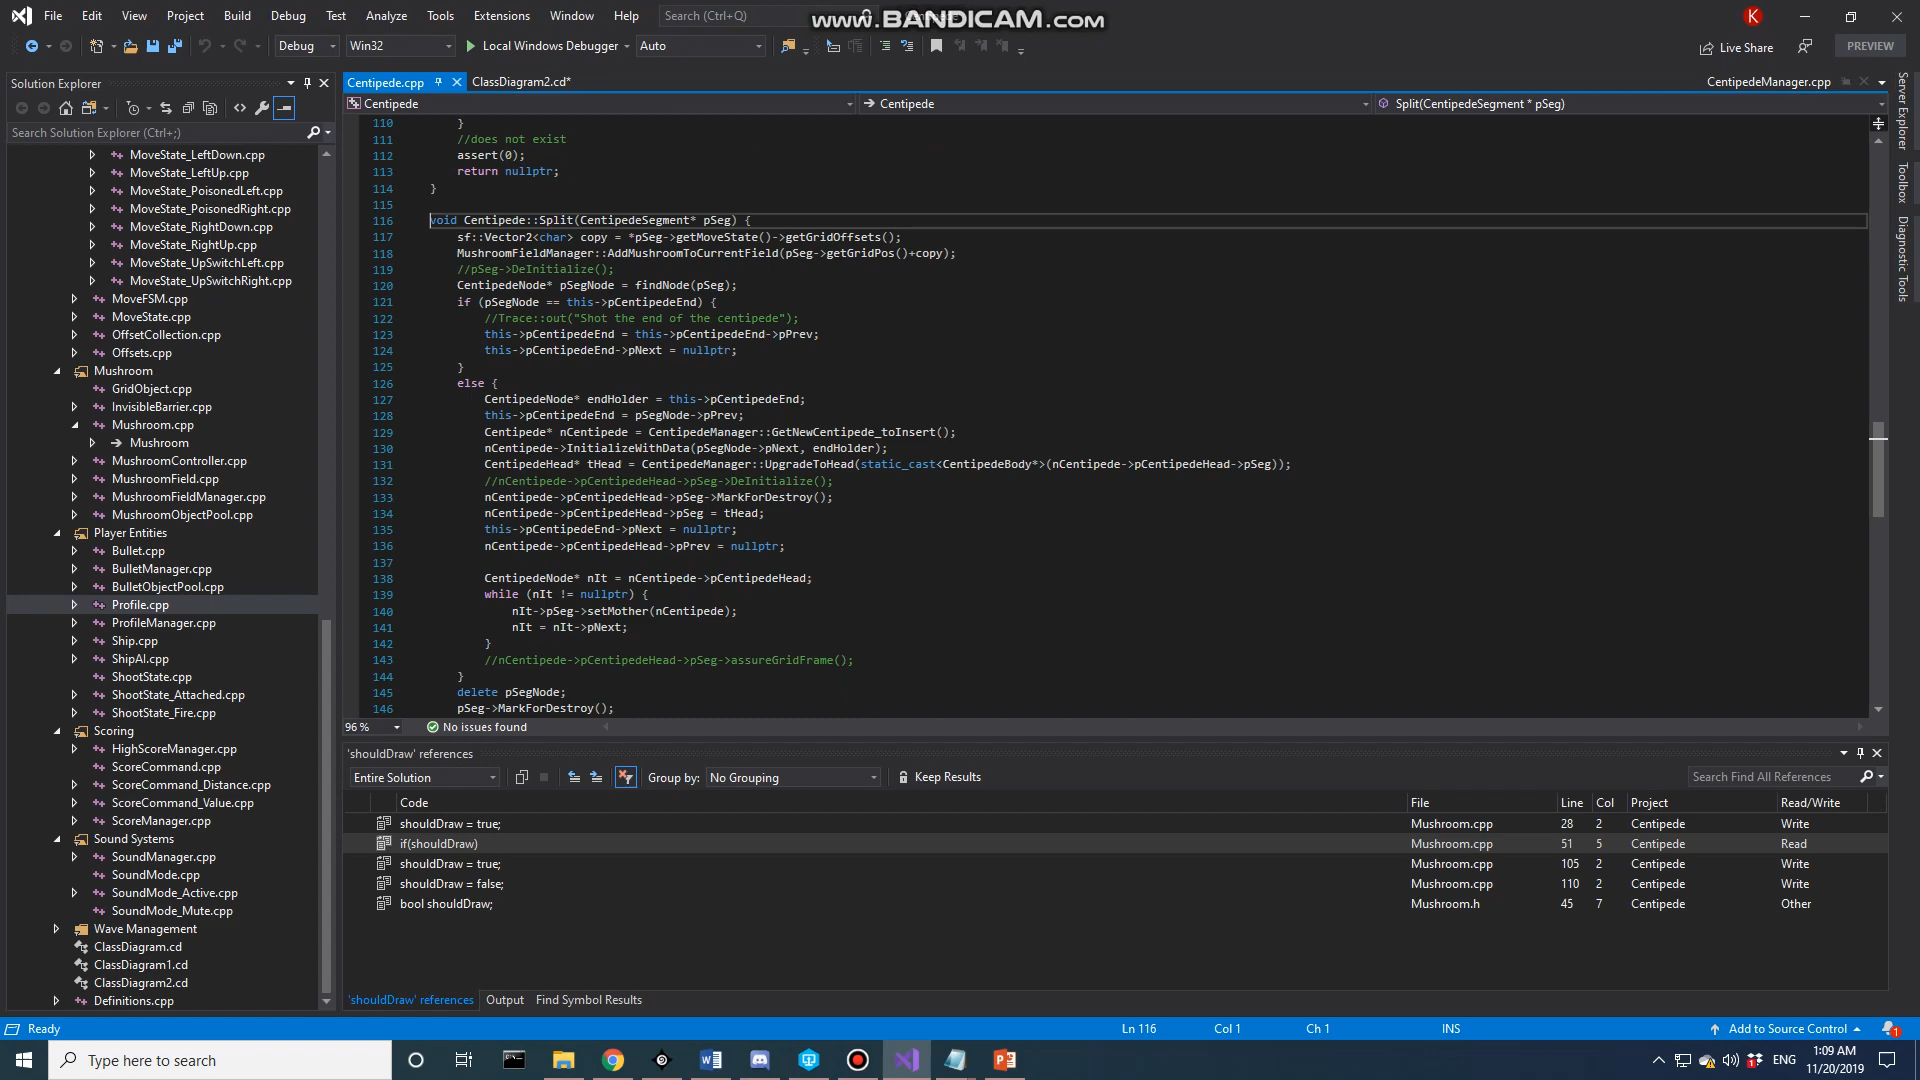 File Edit View Project Build Debug Test Analyze Tools Extensions Window Help Search (Ctrl+Q)
www.BANDICAM.com
K
Debug Win32 Local Windows Debugger Auto Live Share PREVIEW
Solution Explorer
Search Solution Explorer (Ctrl+;)
MoveState_LeftDown.cpp
MoveState_LeftUp.cpp
MoveState_PoisonedLeft.cpp
MoveState_PoisonedRight.cpp
MoveState_RightDown.cpp
MoveState_RightUp.cpp
MoveState_UpSwitchLeft.cpp
MoveState_UpSwitchRight.cpp
MoveFSM.cpp
MoveState.cpp
OffsetCollection.cpp
Offsets.cpp
Mushroom
GridObject.cpp
InvisibleBarrier.cpp
Mushroom.cpp
Mushroom
MushroomController.cpp
MushroomField.cpp
MushroomFieldManager.cpp
MushroomObjectPool.cpp
Player Entities
Bullet.cpp
BulletManager.cpp
BulletObjectPool.cpp
Profile.cpp
ProfileManager.cpp
Ship.cpp
ShipAI.cpp
ShootState.cpp
ShootState_Attached.cpp
ShootState_Fire.cpp
Scoring
HighScoreManager.cpp
ScoreCommand.cpp
ScoreCommand_Distance.cpp
ScoreCommand_Value.cpp
ScoreManager.cpp
Sound Systems
SoundManager.cpp
SoundMode.cpp
SoundMode_Active.cpp
SoundMode_Mute.cpp
Wave Management
ClassDiagram.cd
ClassDiagram1.cd
ClassDiagram2.cd
Definitions.cpp
Centipede.cpp ClassDiagram2.cd* CentipedeManager.cpp
Centipede Centipede Split(CentipedeSegment * pSeg)
110 }
111 //does not exist
112 assert(0);
113 return nullptr;
114 }
115
116 void Centipede::Split(CentipedeSegment* pSeg) {
117 sf::Vector2<char> copy = *pSeg->getMoveState()->getGridOffsets();
118 MushroomFieldManager::AddMushroomToCurrentField(pSeg->getGridPos()+copy);
119 //pSeg->DeInitialize();
120 CentipedeNode* pSegNode = findNode(pSeg);
121 if (pSegNode == this->pCentipedeEnd) {
122 //Trace::out("Shot the end of the centipede");
123 this->pCentipedeEnd = this->pCentipedeEnd->pPrev;
124 this->pCentipedeEnd->pNext = nullptr;
125 }
126 else {
127 CentipedeNode* endHolder = this->pCentipedeEnd;
128 this->pCentipedeEnd = pSegNode->pPrev;
129 Centipede* nCentipede = CentipedeManager::GetNewCentipede_toInsert();
130 nCentipede->InitializeWithData(pSegNode->pNext, endHolder);
131 CentipedeHead* tHead = CentipedeManager::UpgradeToHead(static_cast<CentipedeBody*>(nCentipede->pCentipedeHead->pSeg));
132 //nCentipede->pCentipedeHead->pSeg->DeInitialize();
133 nCentipede->pCentipedeHead->pSeg->MarkForDestroy();
134 nCentipede->pCentipedeHead->pSeg = tHead;
135 this->pCentipedeEnd->pNext = nullptr;
136 nCentipede->pCentipedeHead->pPrev = nullptr;
137
138 CentipedeNode* nIt = nCentipede->pCentipedeHead;
139 while (nIt != nullptr) {
140 nIt->pSeg->setMother(nCentipede);
141 nIt = nIt->pNext;
142 }
143 //nCentipede->pCentipedeHead->pSeg->assureGridFrame();
144 }
145 delete pSegNode;
146 pSeg->MarkForDestroy();
96 % No issues found
Server Explorer
Toolbox
Diagnostic Tools
'shouldDraw' references
Entire Solution Group by: No Grouping Keep Results Search Find All References
Code File Line Col Project Read/Write
shouldDraw = true; Mushroom.cpp 28 2 Centipede Write
if(shouldDraw) Mushroom.cpp 51 5 Centipede Read
shouldDraw = true; Mushroom.cpp 105 2 Centipede Write
shouldDraw = false; Mushroom.cpp 110 2 Centipede Write
bool shouldDraw; Mushroom.h 45 7 Centipede Other
'shouldDraw' references Output Find Symbol Results
Ready Ln 116 Col 1 Ch 1 INS Add to Source Control 1
Type here to search ENG 1:09 AM
11/20/2019